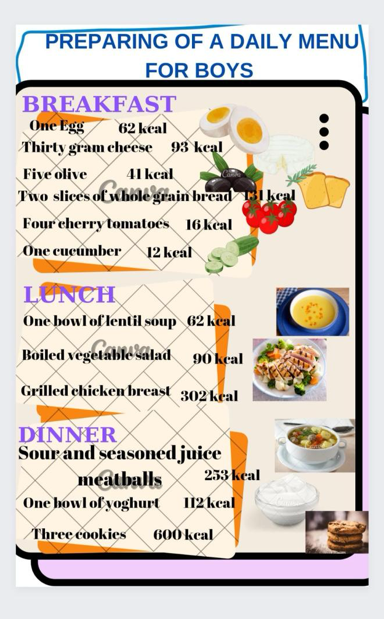 PREPARING OF A DAILY MENU
FOR BOYS
BREAKFAST
One Egg 62 kcal
Thirty gram cheese 93 kcal
Five olive 41 kcal
Two slices of whole grain bread 131 kcal
Four cherry tomatoes 16 kcal
One cucumber 12 kcal
Canva
LUNCH
One bowl of lentil soup 62 kcal
Boiled vegetable salad 90 kcal
Grilled chicken breast 302 kcal
DINNER
Sour and seasoned juice
meatballs 253 kcal
Canva
One bowl of yoghurt 112 kcal
Three cookies 600 kcal